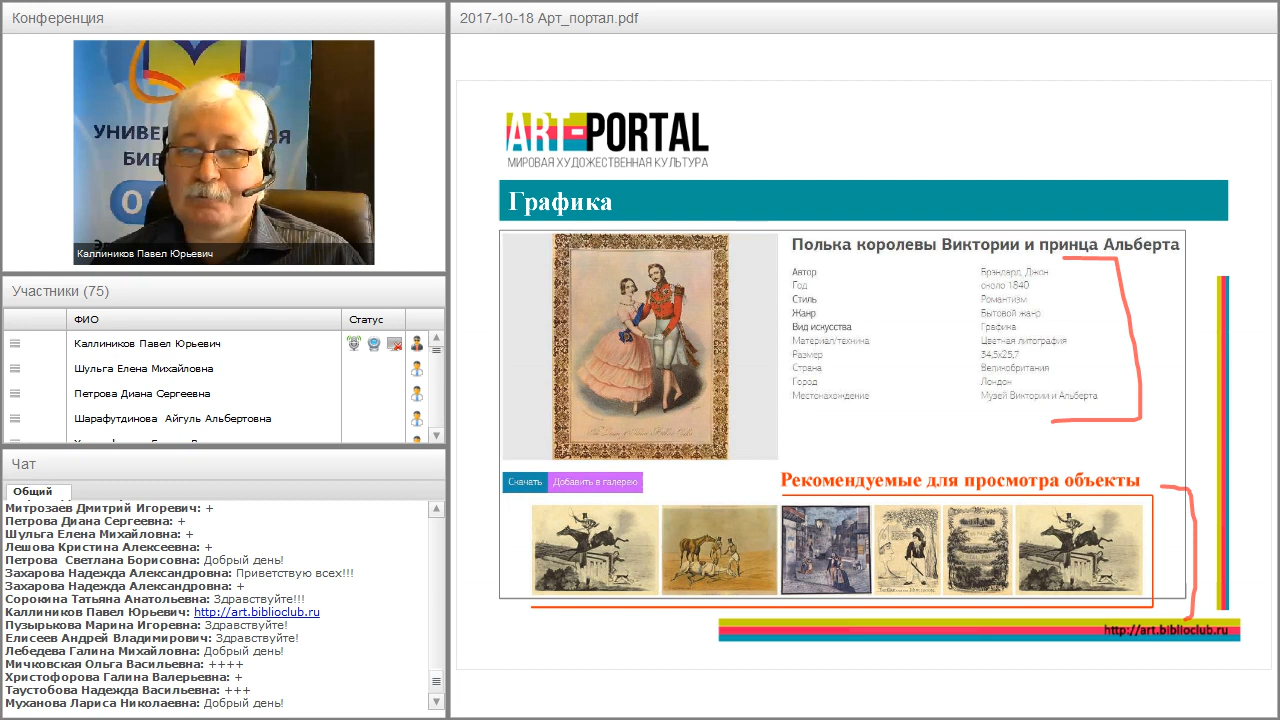 Конференция
УНИВЕ
АЯ
БИБ
Каллиников Павел Юрьевич
Участники (75)
ФИО
Статус
Каллиников Павел Юрьевич
Шульга Елена Михайловна
Петрова Диана Сергеевна
Шарафутдинова Айгуль Альбертовна
Чат
Общий
Митрозаев Дмитрий Игоревич: +
Петрова Диана Сергеевна: +
Шульга Елена Михайловна: +
Лешова Кристина Алексеевна: +
Петрова Светлана Борисовна: Добрый день!
Захарова Надежда Александровна: Приветствую всех!!!
Захарова Надежда Александровна: +
Сорокина Татьяна Анатольевна: Здравствуйте!!!
Каллиников Павел Юрьевич: http://art.biblioclub.ru
Пузырькова Марина Игоревна: Здравствуйте!
Елисеев Андрей Владимирович: Здравствуйте!
Лебедева Галина Михайловна: Добрый день!
Мичковская Ольга Васильевна: ++++
Христофорова Галина Валерьевна: +
Таустобова Надежда Васильевна: +++
Муханова Лариса Николаевна: Добрый день!
2017-10-18 Арт_портал.pdf
ART-PORTAL
МИРОВАЯ ХУДОЖЕСТВЕННАЯ КУЛЬТУРА
Графика
Полька королевы Виктории и принца Альберта
Автор Брэндард, Джон
Год около 1840
Стиль Романтизм
Жанр Бытовой жанр
Вид искусства Графика
Материал/техника Цветная литография
Размер 34,5x25,7
Страна Великобритания
Город Лондон
Местонахождение Музей Виктории и Альберта
Скачать Добавить в галерею
Рекомендуемые для просмотра объекты
http://art.biblioclub.ru